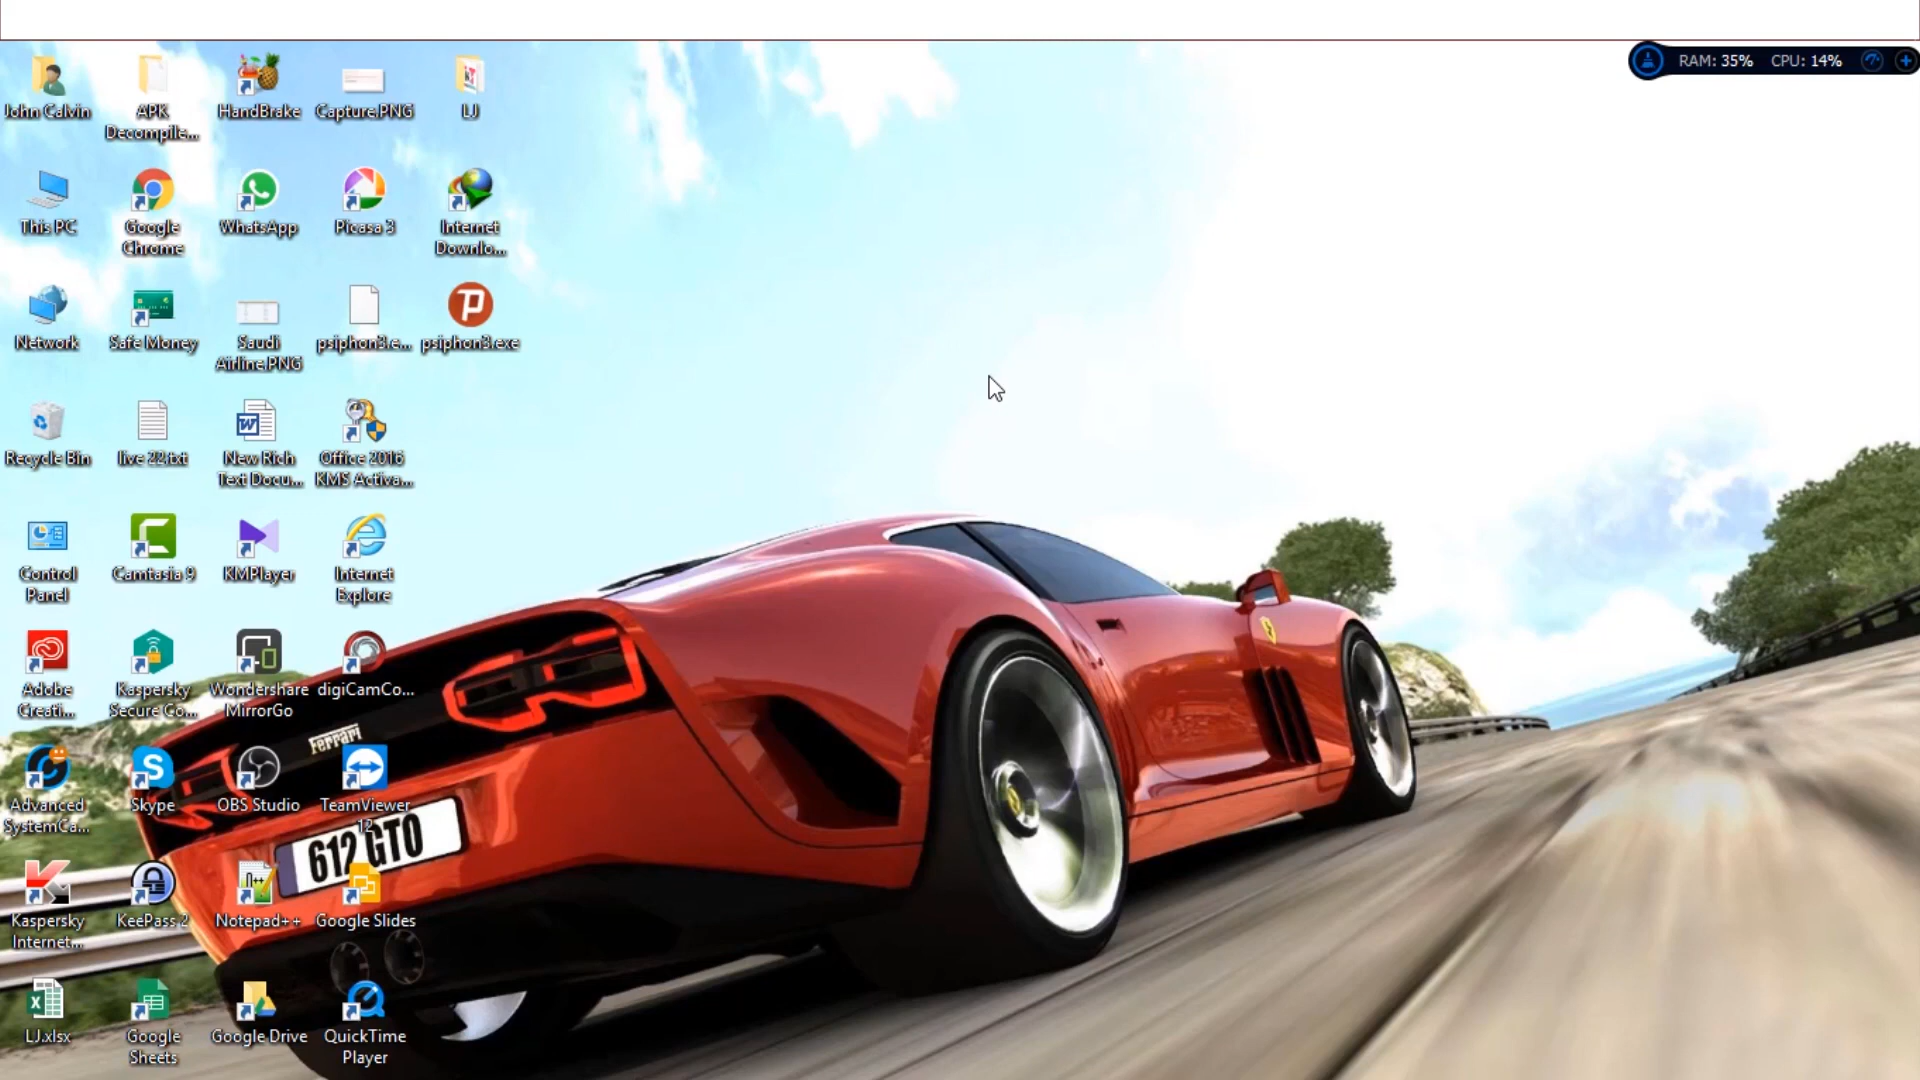 RAM: 35% CPU: 14%
John Calvin
APK
Decompile...
HandBrake
Capture.PNG
LJ
This PC
Google
Chrome
WhatsApp
Picasa 3
Internet
Downlo...
Network
Safe Money
Saudi
Airline.PNG
psiphon3.e...
psiphon3.exe
Recycle Bin
live 22.txt
New Rich
Text Docu...
Office 2016
KMS Activa...
Control
Panel
Camtasia 9
KMPlayer
Internet
Explore
Adobe
Creati...
Kaspersky
Secure Co...
Wondershare
MirrorGo
digiCamCo...
Ferrari
Advanced
SystemCa...
Skype
OBS Studio
TeamViewer
12
612 GTO
Kaspersky
Internet...
KeePass 2
Notepad++
Google Slides
LJ.xlsx
Google
Sheets
Google Drive
QuickTime
Player